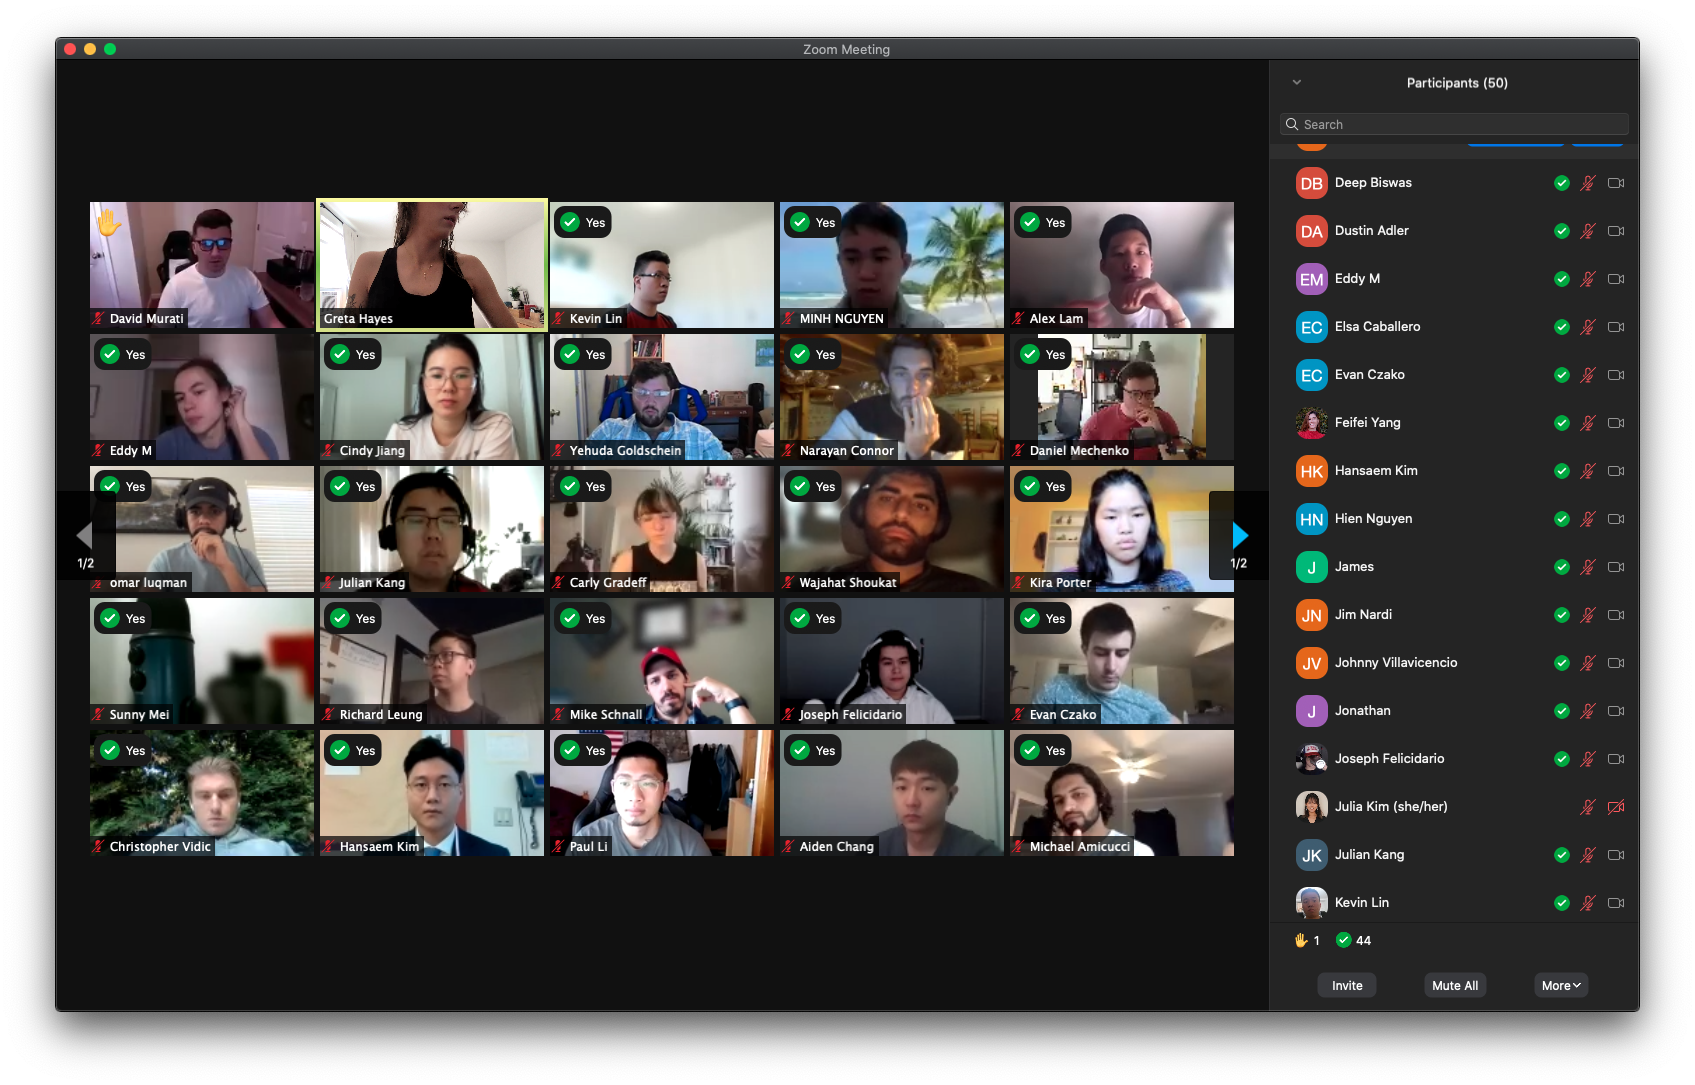 Zoom Meeting
David Murati
Greta Hayes
Yes
Kevin Lin
Yes
MINH NGUYEN
Yes
Alex Lam
Yes
Eddy M
Yes
Cindy Jiang
Yes
Yehuda Goldschein
Yes
Narayan Connor
Yes
Daniel Mechenko
Yes
omar luqman
Yes
Julian Kang
Yes
Carly Gradeff
Yes
Wajahat Shoukat
Yes
Kira Porter
1/2
1/2
Yes
Sunny Mei
Yes
Richard Leung
Yes
Mike Schnall
Yes
Joseph Felicidario
Yes
Evan Czako
Yes
Christopher Vidic
Yes
Hansaem Kim
Yes
Paul Li
Yes
Aiden Chang
Yes
Michael Amicucci
Participants (50)
Search
DB Deep Biswas
DA Dustin Adler
EM Eddy M
EC Elsa Caballero
EC Evan Czako
Feifei Yang
HK Hansaem Kim
HN Hien Nguyen
J James
JN Jim Nardi
JV Johnny Villavicencio
J Jonathan
Joseph Felicidario
Julia Kim (she/her)
JK Julian Kang
Kevin Lin
1 44
Invite Mute All More